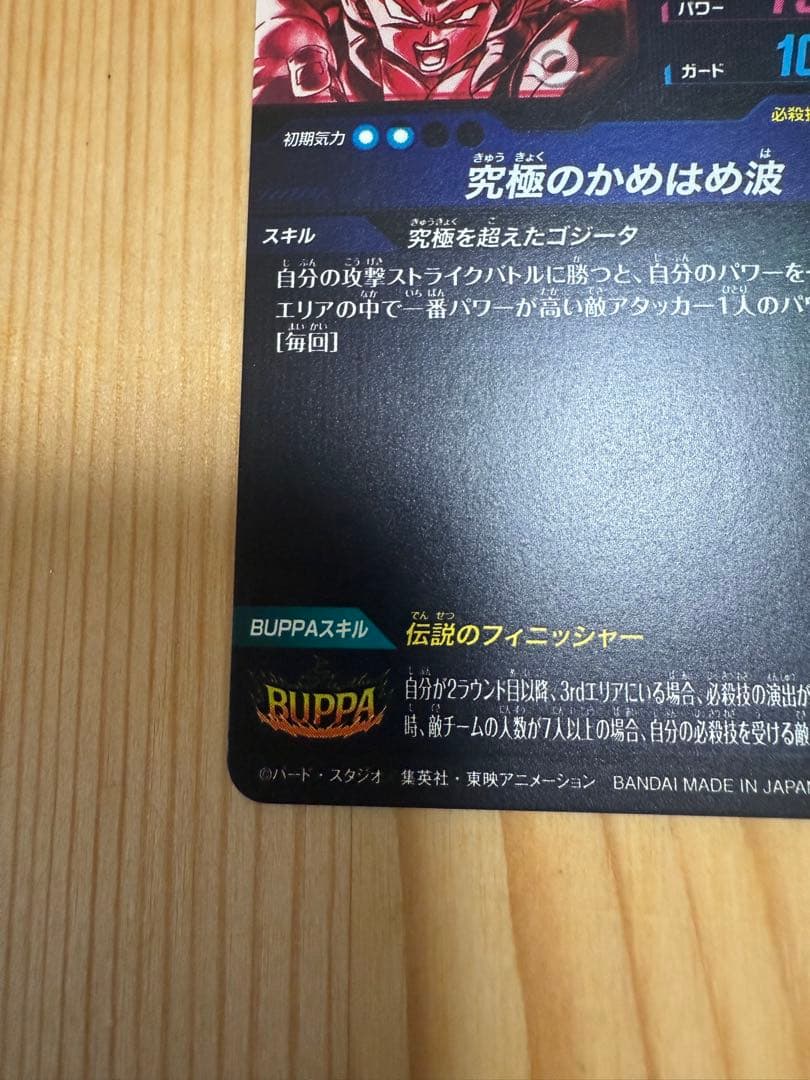 パワー
ガード 10
必殺技
初期気力
究極のかめはめ波
スキル 究極を超えたゴジータ
自分の攻撃ストライクバトルに勝つと、自分のパワーを
エリアの中で一番パワーが高い敵アタッカー1人のパワ
[毎回]
BUPPAスキル 伝説のフィニッシャー
BUPPA
自分が2ラウンド目以降、3rdエリアにいる場合、必殺技の演出が
時、敵チームの人数が7人以上の場合、自分の必殺技を受ける敵
©バード・スタジオ 集英社・東映アニメーション BANDAI MADE IN JAPAN